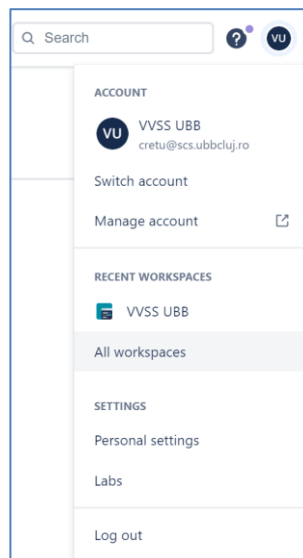 Search
VU
ACCOUNT
VU
VVSS UBB
cretu@scs.ubbcluj.ro
Switch account
Manage account
RECENT WORKSPACES
VVSS UBB
All workspaces
SETTINGS
Personal settings
Labs
Log out